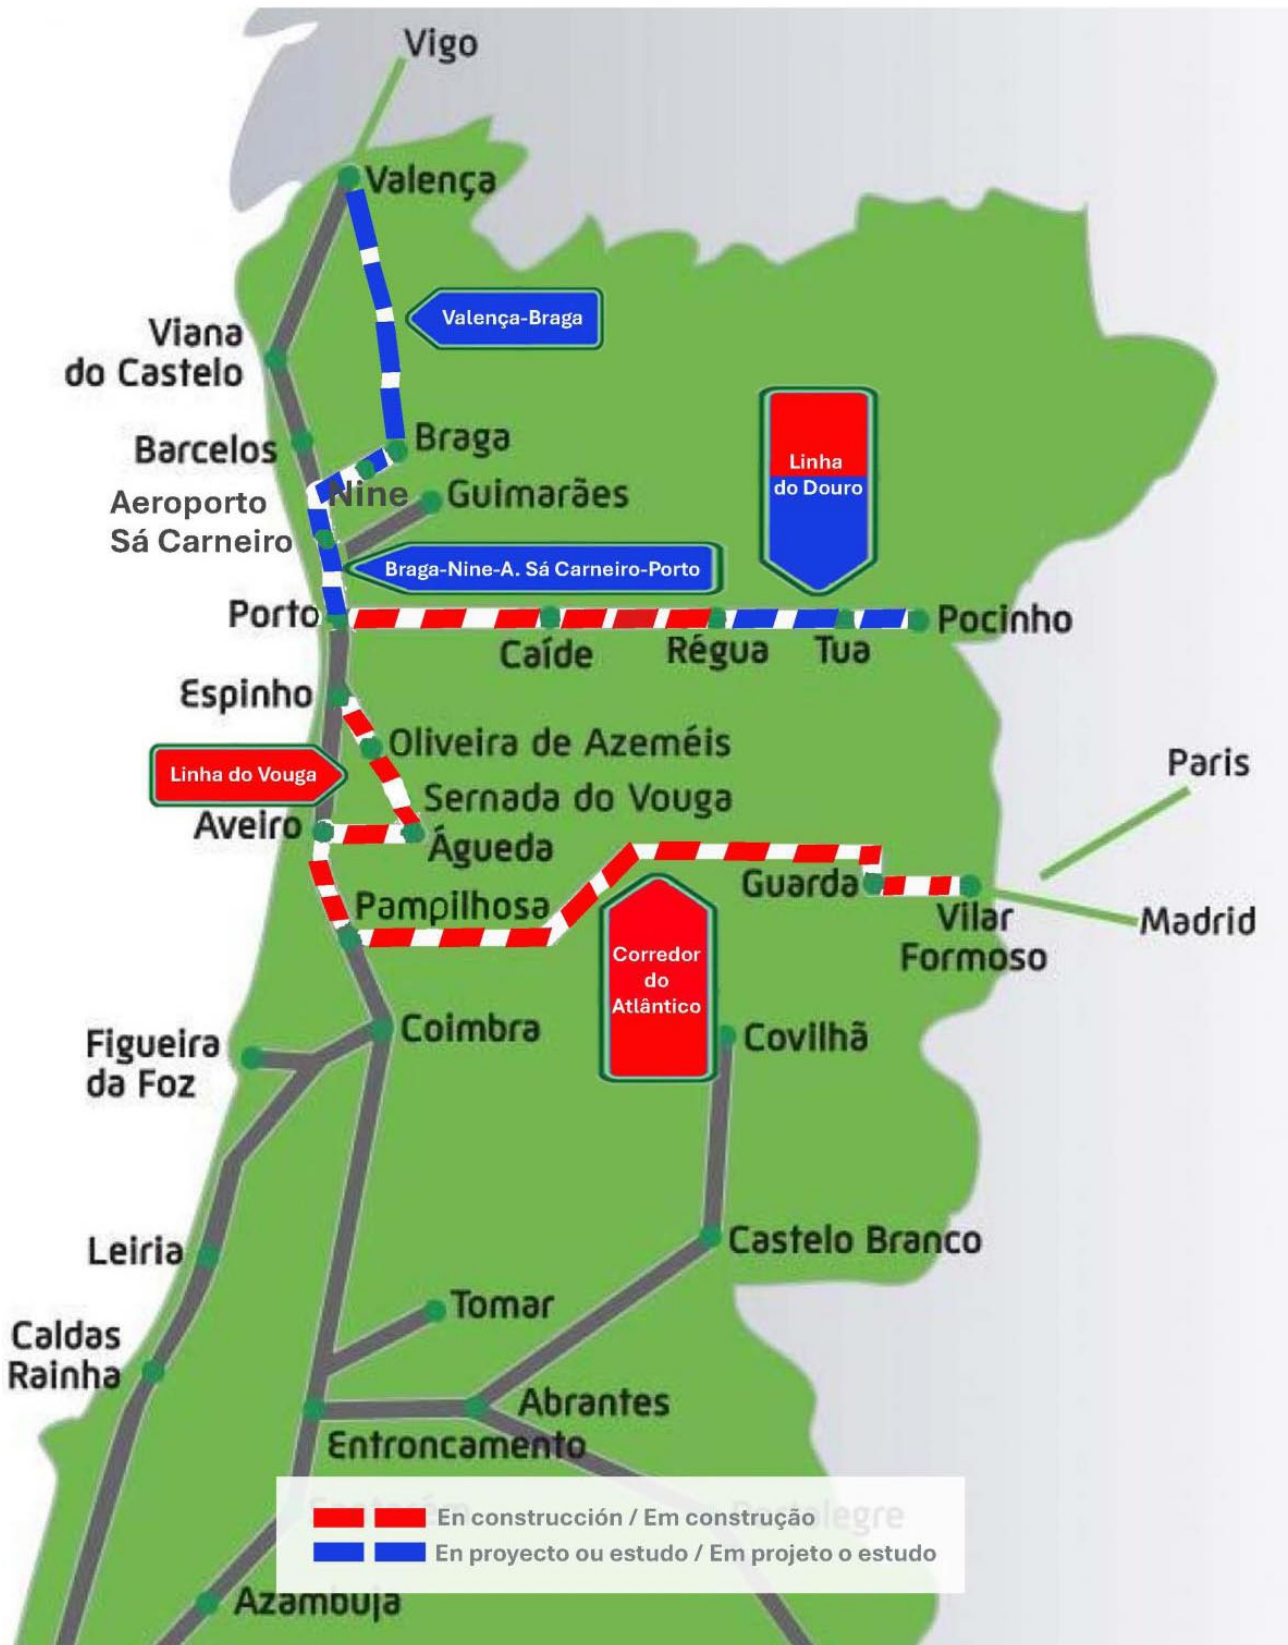 Vigo
Valença
Valença-Braga
Viana
do Castelo
Barcelos
Braga
Nine
Guimarães
Aeroporto
Sá Carneiro
Linha
do Douro
Braga-Nine-A. Sá Carneiro-Porto
Porto
Pocinho
Caíde
Régua
Tua
Espinho
Oliveira de Azeméis
Linha do Vouga
Sernada do Vouga
Aveiro
Águeda
Paris
Guarda
Pampilhosa
Vilar
Formoso
Madrid
Corredor
do
Atlântico
Coimbra
Covilhã
Figueira
da Foz
Leiria
Castelo Branco
Tomar
Caldas
Rainha
Abrantes
Entroncamento
En construcción / Em construção
Portalegre
En proyecto ou estudo / Em projeto o estudo
Azambuja